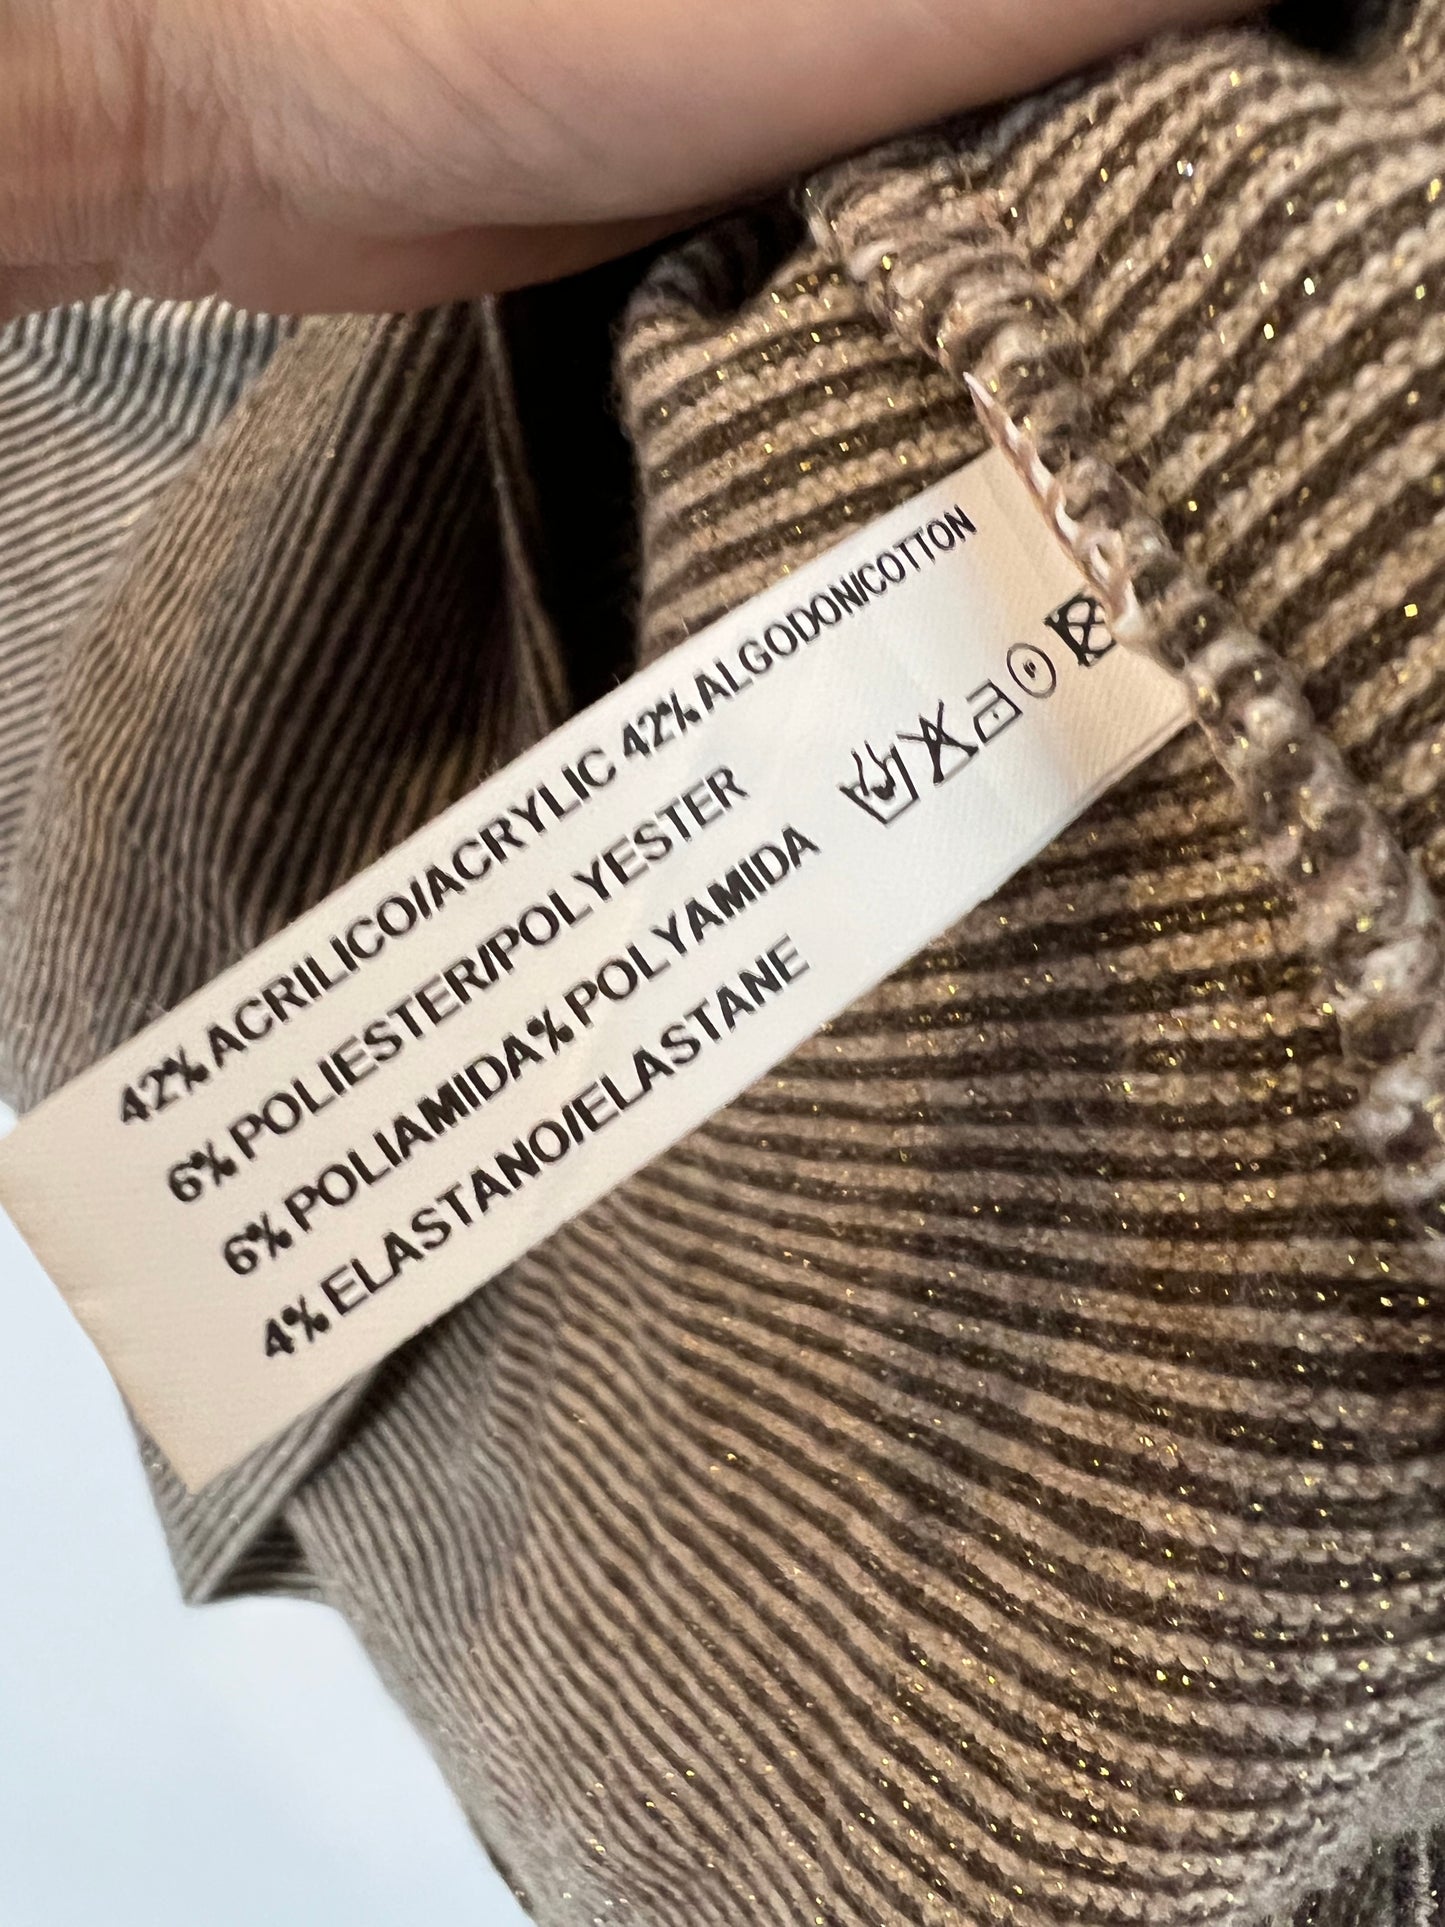 42% ACRILICO/ACRYLIC 42% ALGODON/COTTON
6% POLIESTER/POLYESTER
6% POLIAMIDA% POLYAMIDA
4% ELASTANO/ELASTANE